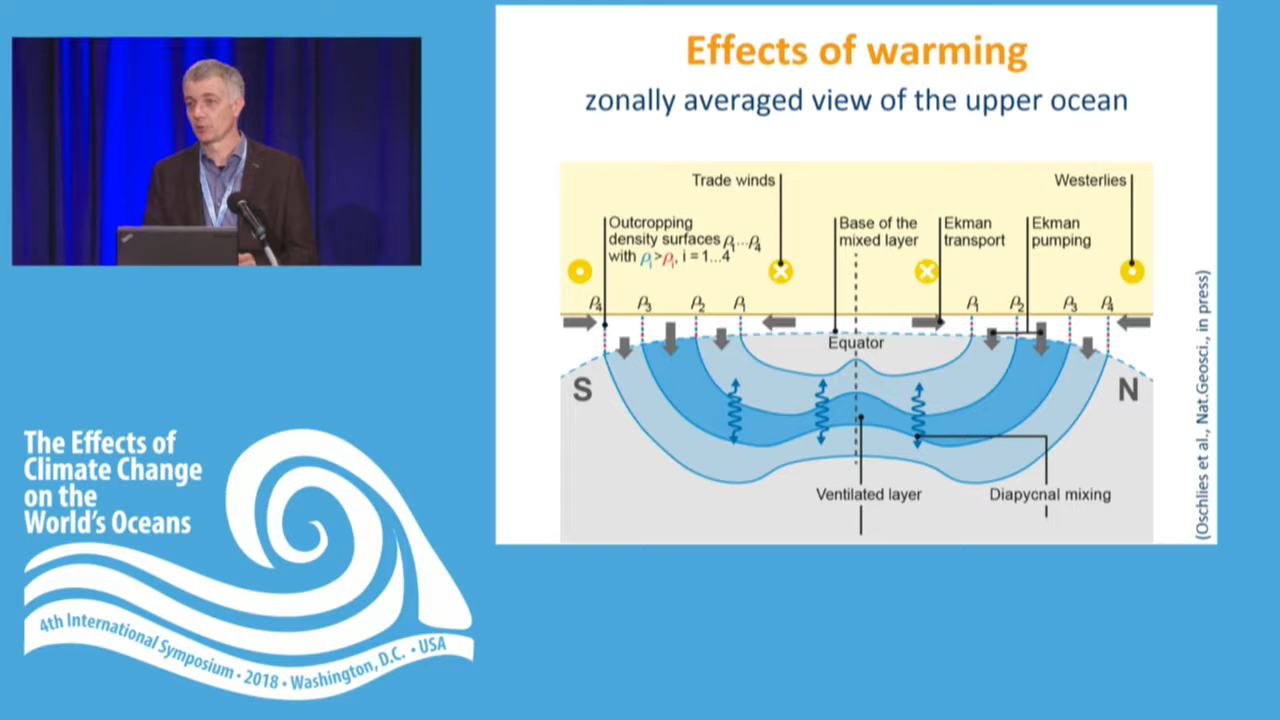 Effects of warming
zonally averaged view of the upper ocean
Trade winds
Westerlies
Outcropping
density surfaces ρ₁...ρ₄
with ρᵢ>ρᵢ, i = 1...4
Base of the
mixed layer
Ekman
transport
Ekman
pumping
ρ₄ ρ₃ ρ₂ ρ₁ ρ₁ ρ₂ ρ₃ ρ₄
Equator
S
N
Ventilated layer
Diapycnal mixing
(Oschlies et al., Nat.Geosci., in press)
The Effects of
Climate Change
on the
World's Oceans
4th International Symposium • 2018 • Washington, D.C. • USA